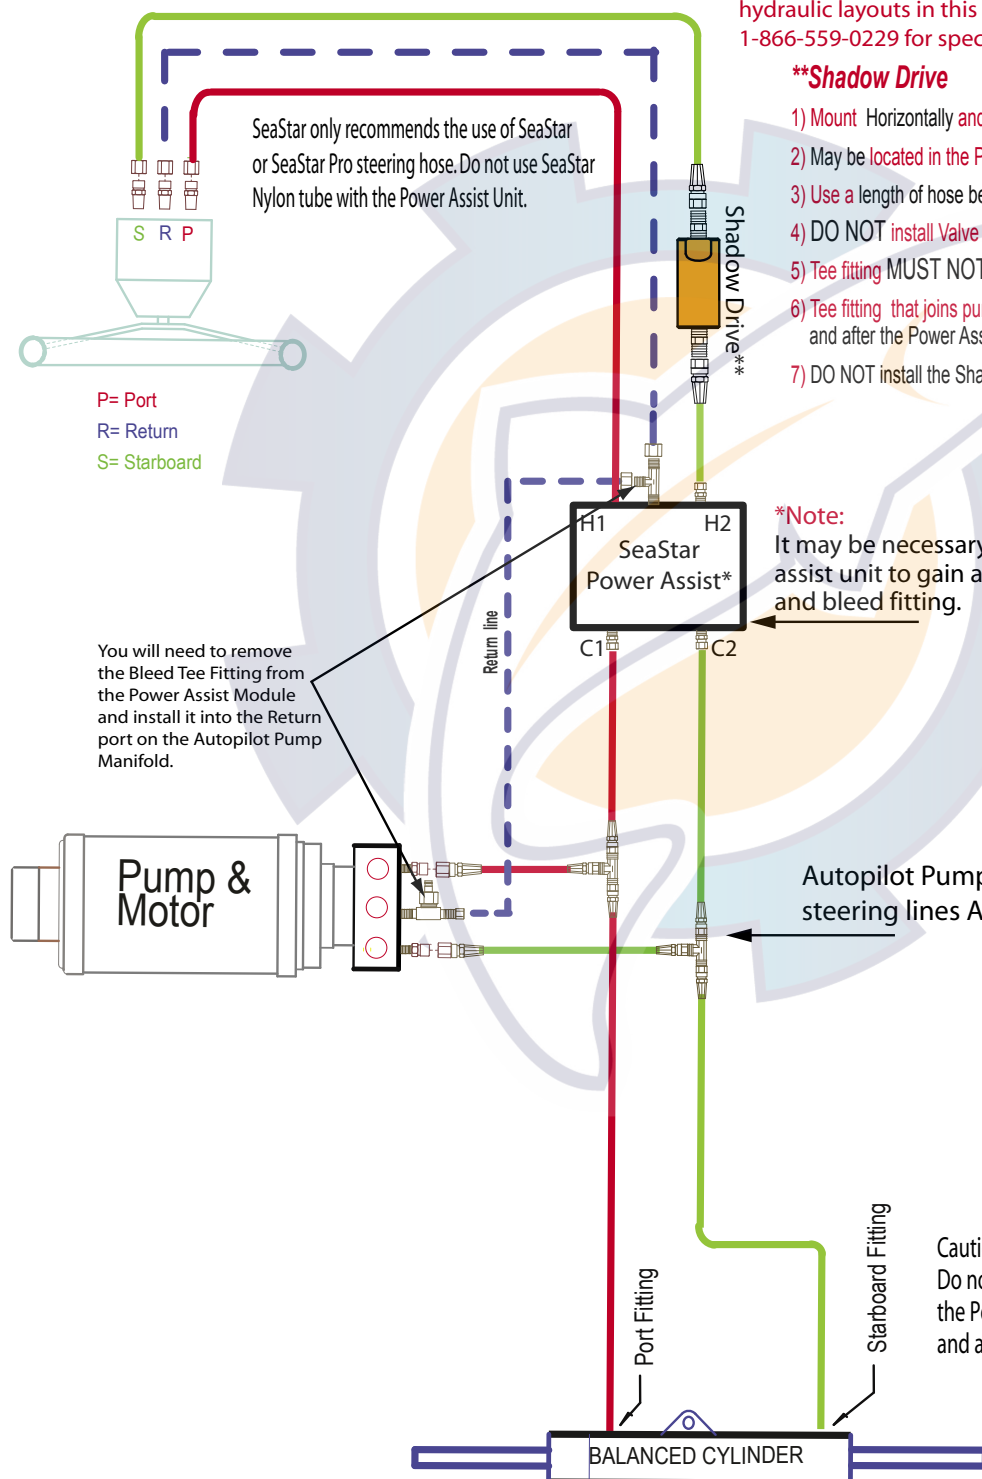 hydraulic layouts in this
1-866-559-0229 for spec
**Shadow Drive
1) Mount Horizontally and
2) May be located in the P
3) Use a length of hose be
4) DO NOT install Valve
5) Tee fitting MUST NOT
6) Tee fitting that joins pu
and after the Power Ass
7) DO NOT install the Sha
SeaStar only recommends the use of SeaStar
or SeaStar Pro steering hose. Do not use SeaStar
Nylon tube with the Power Assist Unit.
S R P
Shadow Drive**
P= Port
R= Return
S= Starboard
H1 H2
SeaStar
Power Assist*
C1 C2
*Note:
It may be necessary
assist unit to gain a
and bleed fitting.
Return line
You will need to remove
the Bleed Tee Fitting from
the Power Assist Module
and install it into the Return
port on the Autopilot Pump
Manifold.
Pump &
Motor
Autopilot Pump
steering lines A
Port Fitting
Starboard Fitting
Cauti
Do no
the Po
and a
BALANCED CYLINDER